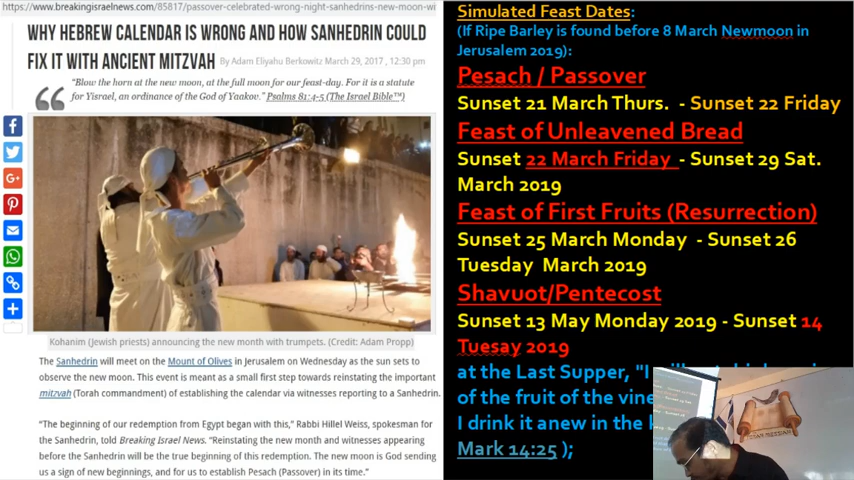 https://www.breakingisraelnews.com/85817/passover-celebrated-wrong-night-sanhedrins-new-moon-wi
WHY HEBREW CALENDAR IS WRONG AND HOW SANHEDRIN COULD
FIX IT WITH ANCIENT MITZVAH
By Adam Eliyahu Berkowitz March 29, 2017 , 12:30 pm
"Blow the horn at the new moon, at the full moon for our feast-day. For it is a statute
for Yisrael, an ordinance of the God of Yaakov." Psalms 81:4-5 (The Israel Bible™)
Kohanim (Jewish priests) announcing the new month with trumpets. (Credit: Adam Propp)
The Sanhedrin will meet on the Mount of Olives in Jerusalem on Wednesday as the sun sets to
observe the new moon. This event is meant as a small first step towards reinstating the important
mitzvah (Torah commandment) of establishing the calendar via witnesses reporting to a Sanhedrin.
"The beginning of our redemption from Egypt began with this," Rabbi Hillel Weiss, spokesman for
the Sanhedrin, told Breaking Israel News. "Reinstating the new month and witnesses appearing
before the Sanhedrin will be the true beginning of this redemption. The new moon is God sending
us a sign of new beginnings, and for us to establish Pesach (Passover) in its time."
Simulated Feast Dates:
(If Ripe Barley is found before 8 March Newmoon in
Jerusalem 2019):
Pesach / Passover
Sunset 21 March Thurs. - Sunset 22 Friday
Feast of Unleavened Bread
Sunset 22 March Friday - Sunset 29 Sat.
March 2019
Feast of First Fruits (Resurrection)
Sunset 25 March Monday - Sunset 26
Tuesday March 2019
Shavuot/Pentecost
Sunset 13 May Monday 2019 - Sunset 14
Tuesay 2019
at the Last Supper, "I
of the fruit of the vine
I drink it anew in the
Mark 14:25 );